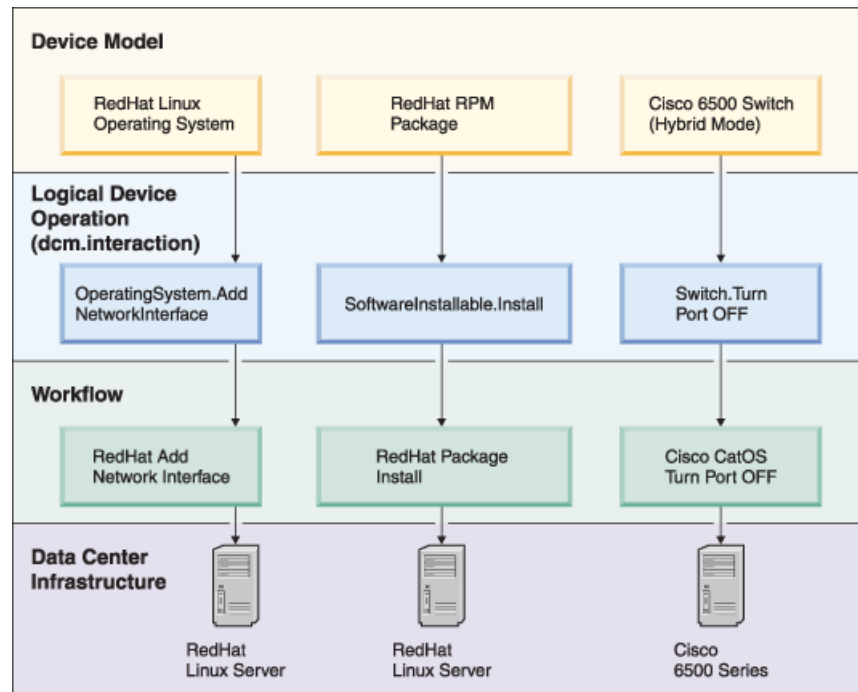 Device Model
RedHat Linux
Operating System
RedHat RPM
Package
Cisco 6500 Switch
(Hybrid Mode)
Logical Device
Operation
(dcm.interaction)
OperatingSystem.Add
NetworkInterface
SoftwareInstallable.Install
Switch.Turn
Port OFF
Workflow
RedHat Add
Network Interface
RedHat Package
Install
Cisco CatOS
Turn Port OFF
Data Center
Infrastructure
RedHat
Linux Server
RedHat
Linux Server
Cisco
6500 Series